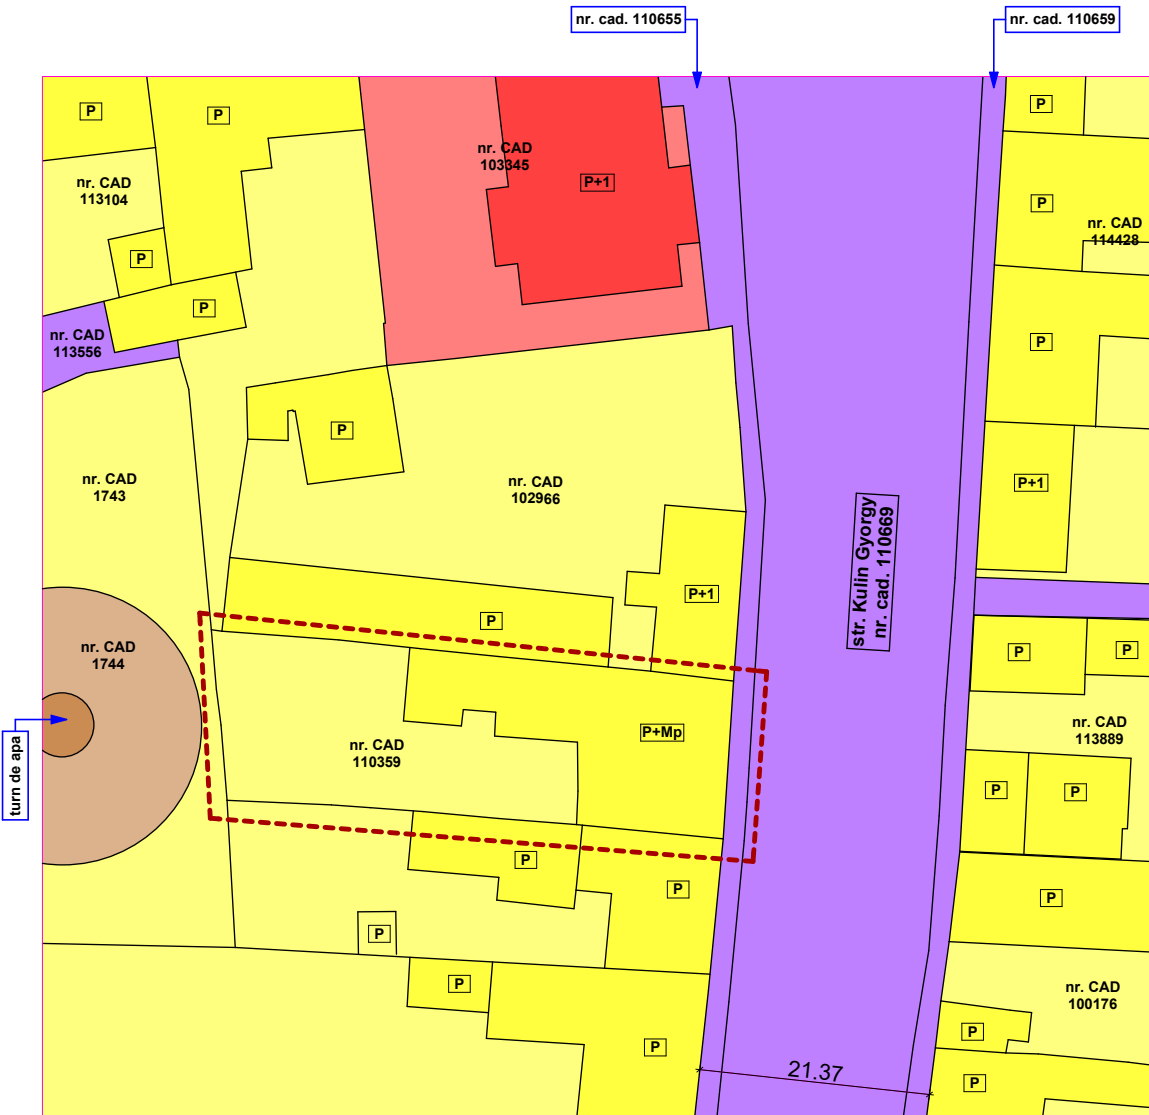 nr. cad. 110655
nr. cad. 110659
P
P
nr. CAD
103345
P+1
P
nr. CAD
113104
P
nr. CAD
114428
P
P
nr. CAD
113556
P
P
P
nr. CAD
1743
nr. CAD
102966
P+1
str. Kulin Gyorgy
nr. cad. 110669
P+1
P
nr. CAD
1744
P
P
turn de apa
nr. CAD
110359
P+Mp
nr. CAD
113889
P
P
P
P
P
P
P
nr. CAD
100176
P
P
P
21.37